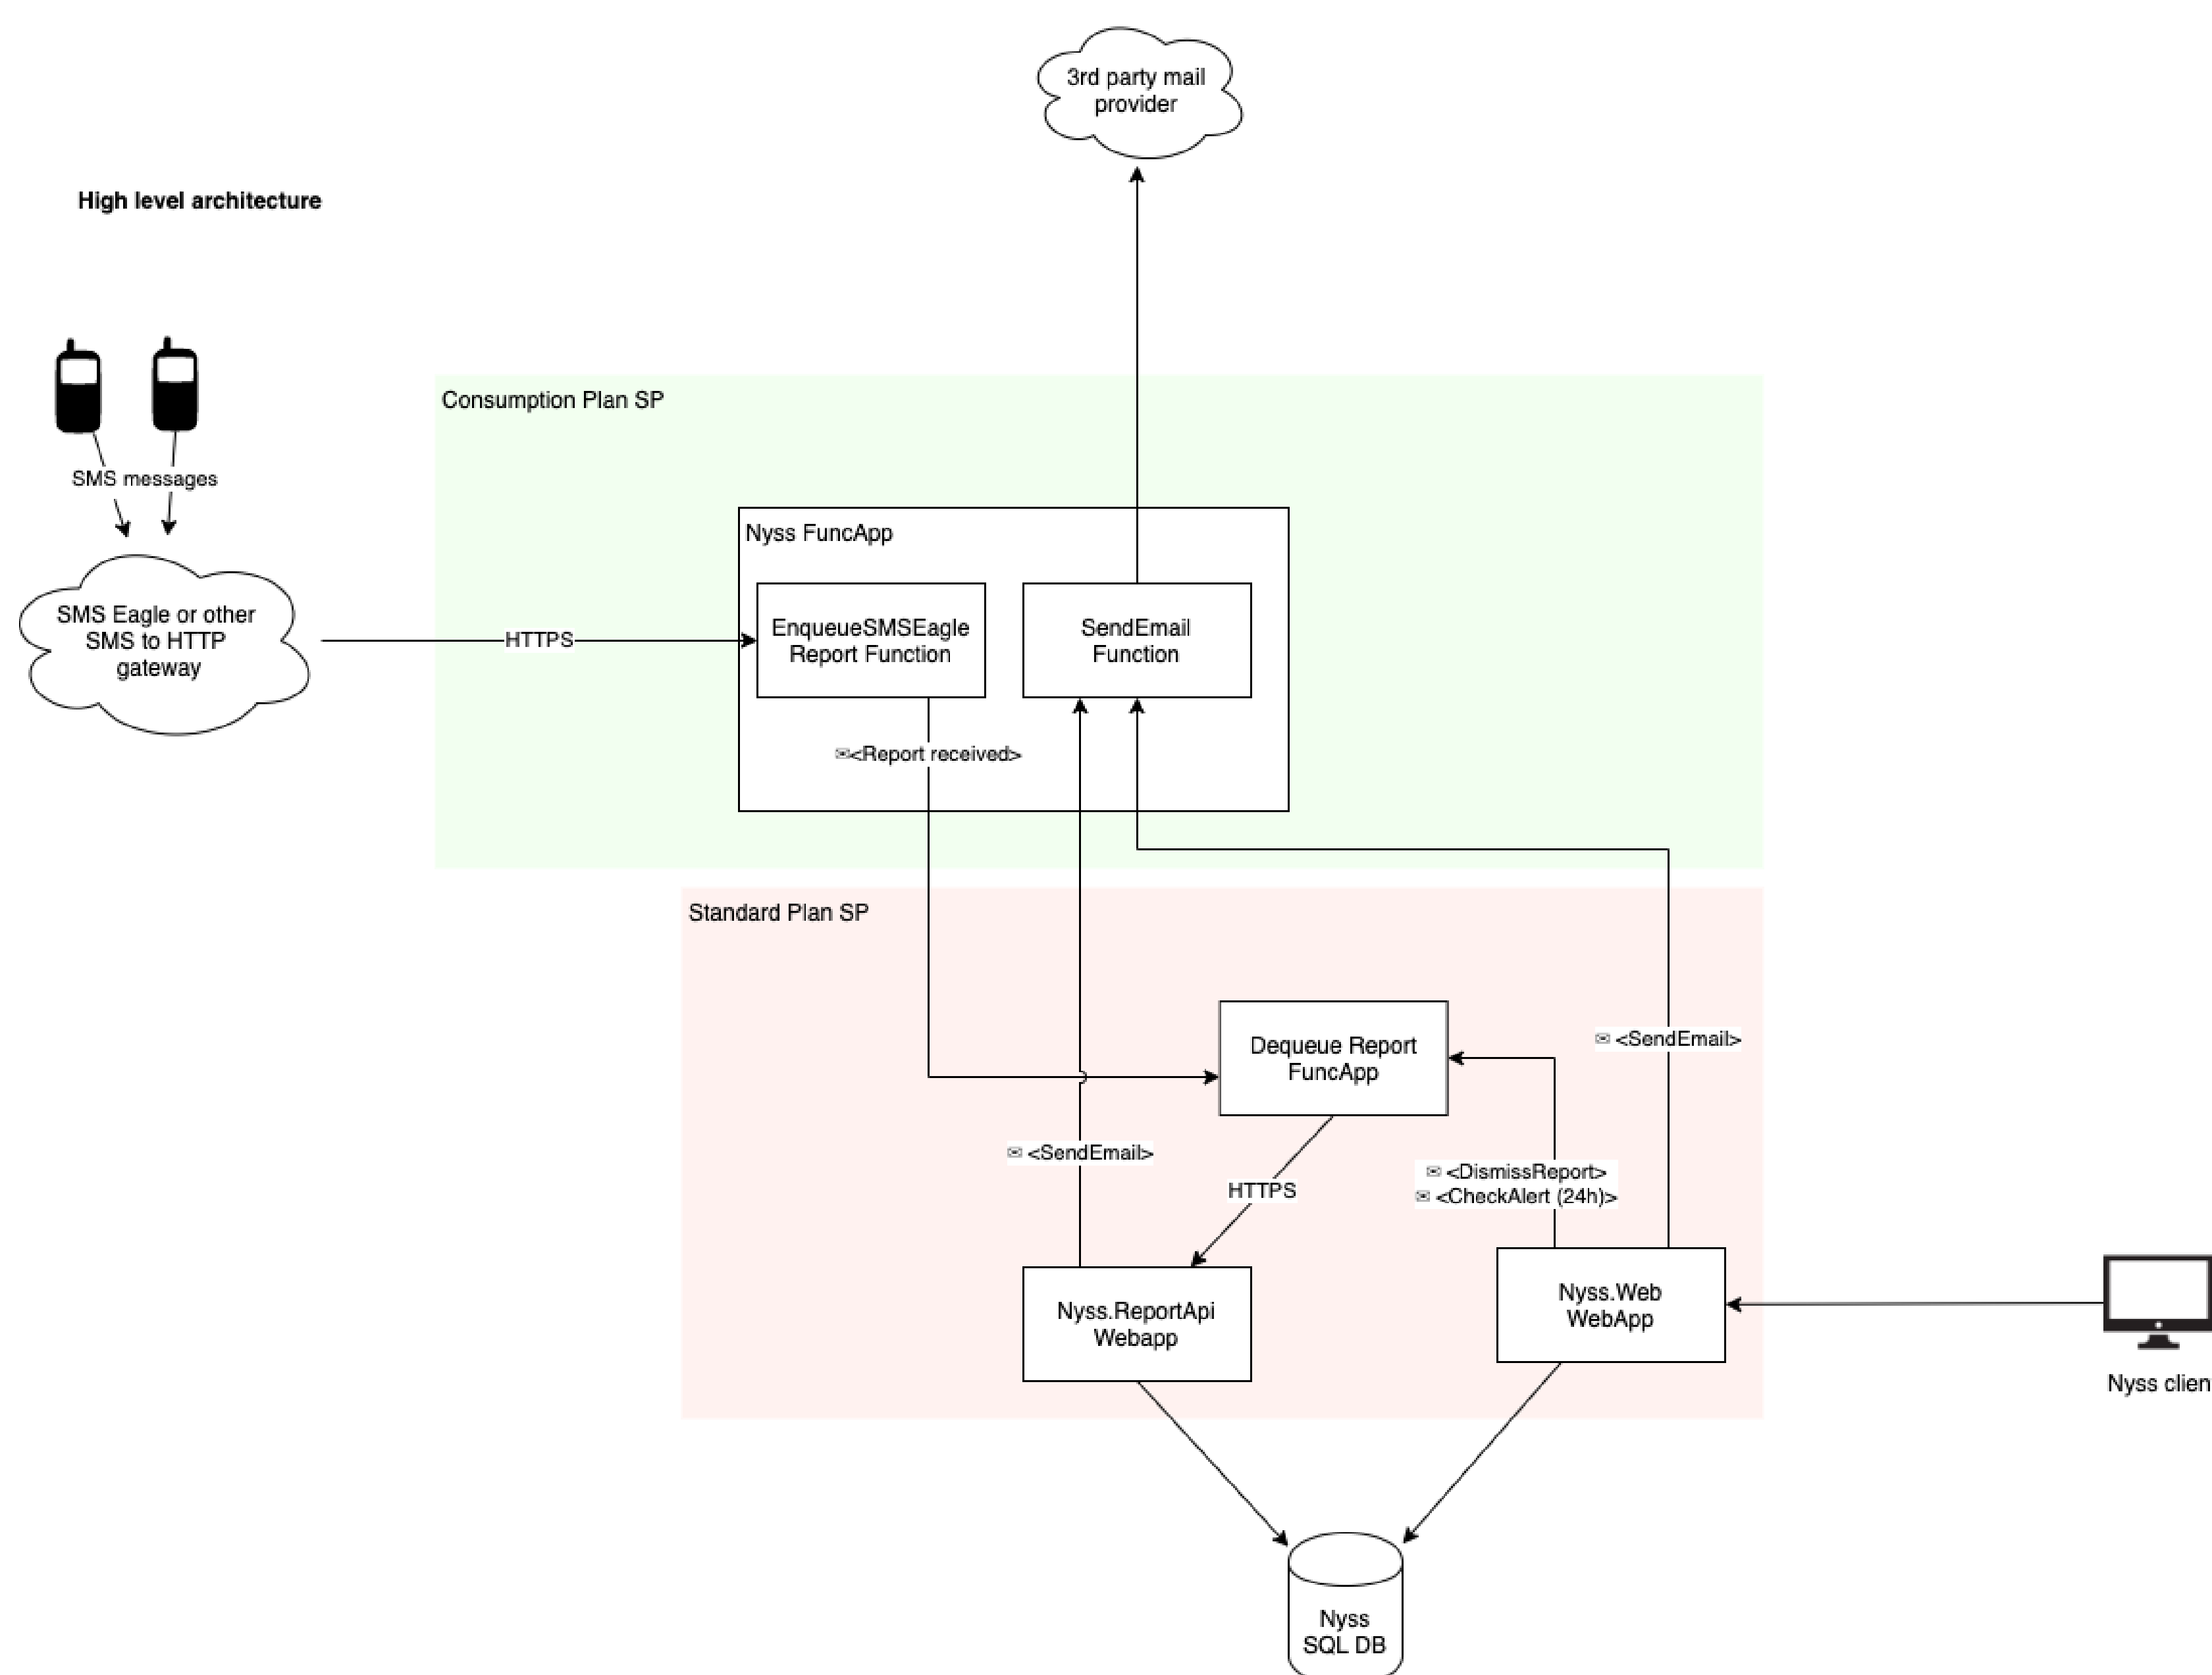 3rd party mail
provider
High level architecture
SMS messages
Consumption Plan SP
Nyss FuncApp
SMS Eagle or other
SMS to HTTP
gateway
HTTPS
EnqueueSMSEagle
Report Function
SendEmail
Function
✉<Report received>
Standard Plan SP
Dequeue Report
FuncApp
✉ <SendEmail>
✉ <SendEmail>
HTTPS
✉ <DismissReport>
✉ <CheckAlert (24h)>
Nyss.ReportApi
Webapp
Nyss.Web
WebApp
Nyss clien
Nyss
SQL DB